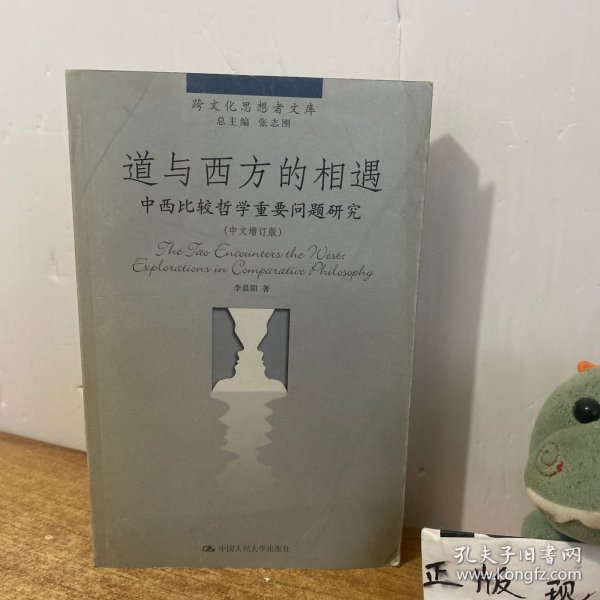 跨文化思想者文库
总主编 张志刚
道与西方的相遇
中西比较哲学重要问题研究
(中文增订版)
The Tao Encounters the West:
Explorations in Comparative Philosophy
李晨阳 著
中国人民大学出版社
正版 现
孔夫子旧书网
www.kongfz.com